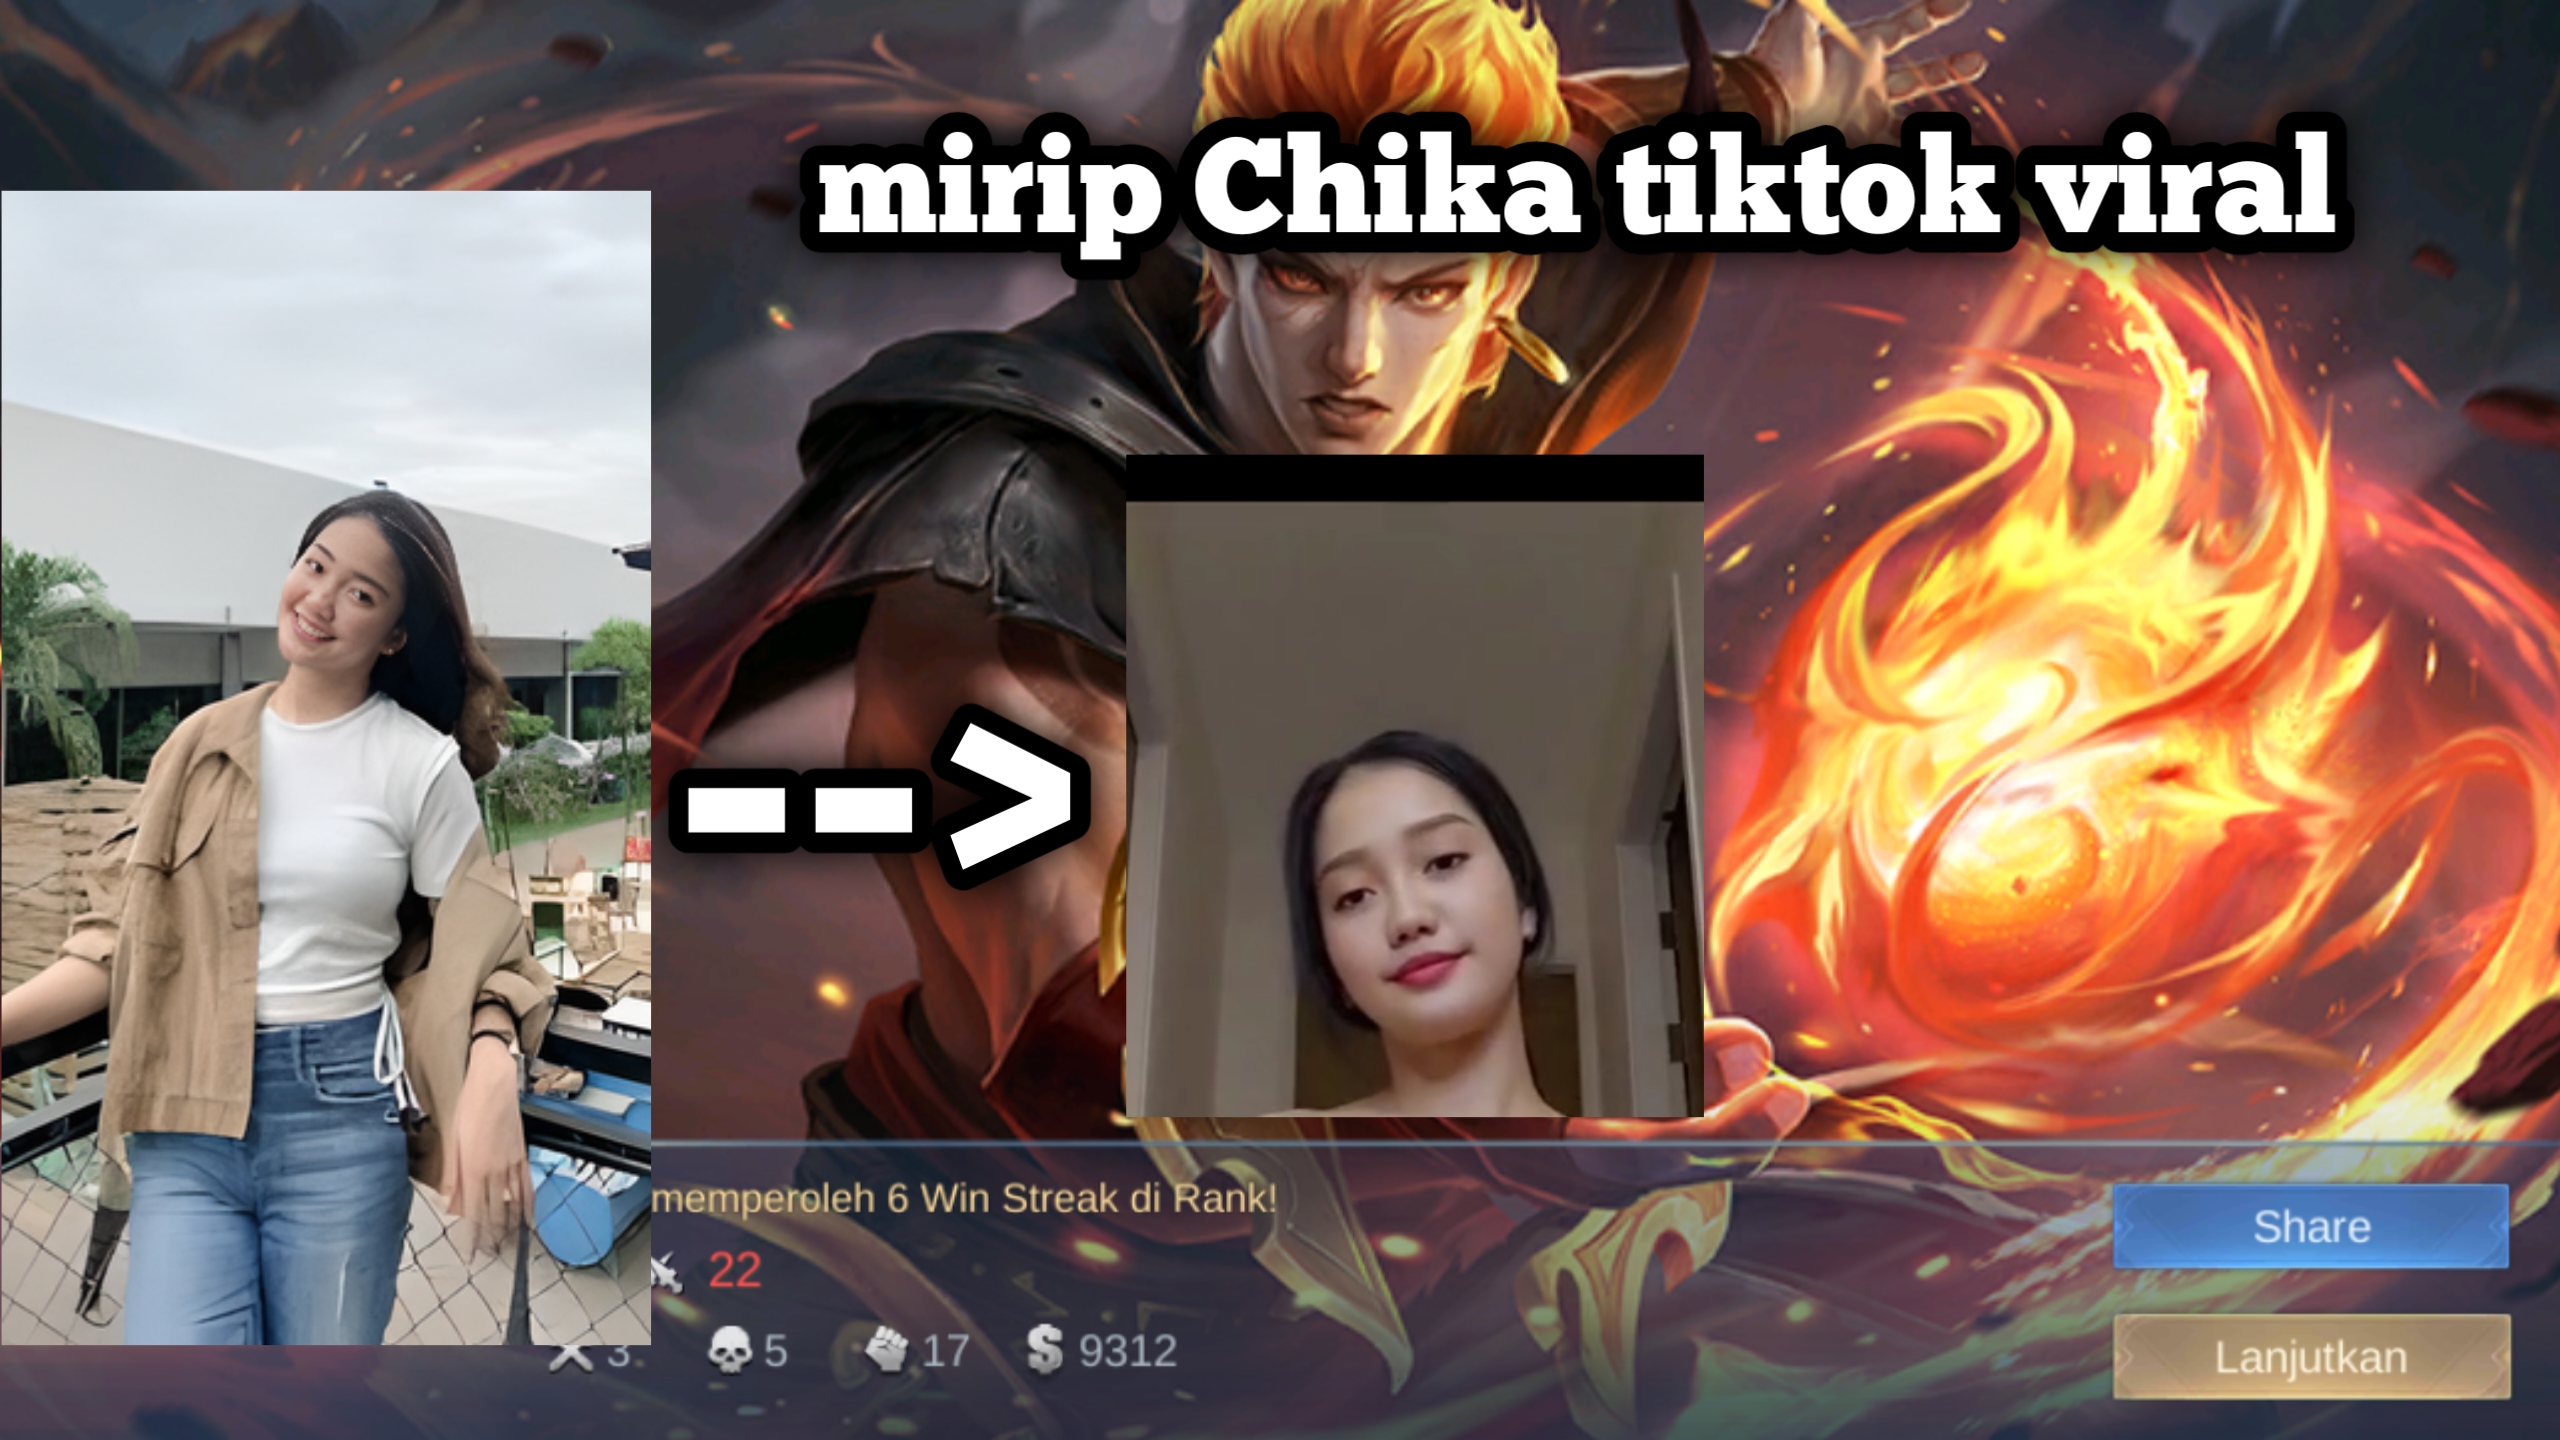 mirip Chika tiktok viral
-->
memperoleh 6 Win Streak di Rank!
22
3 5 17 $ 9312
Share
Lanjutkan